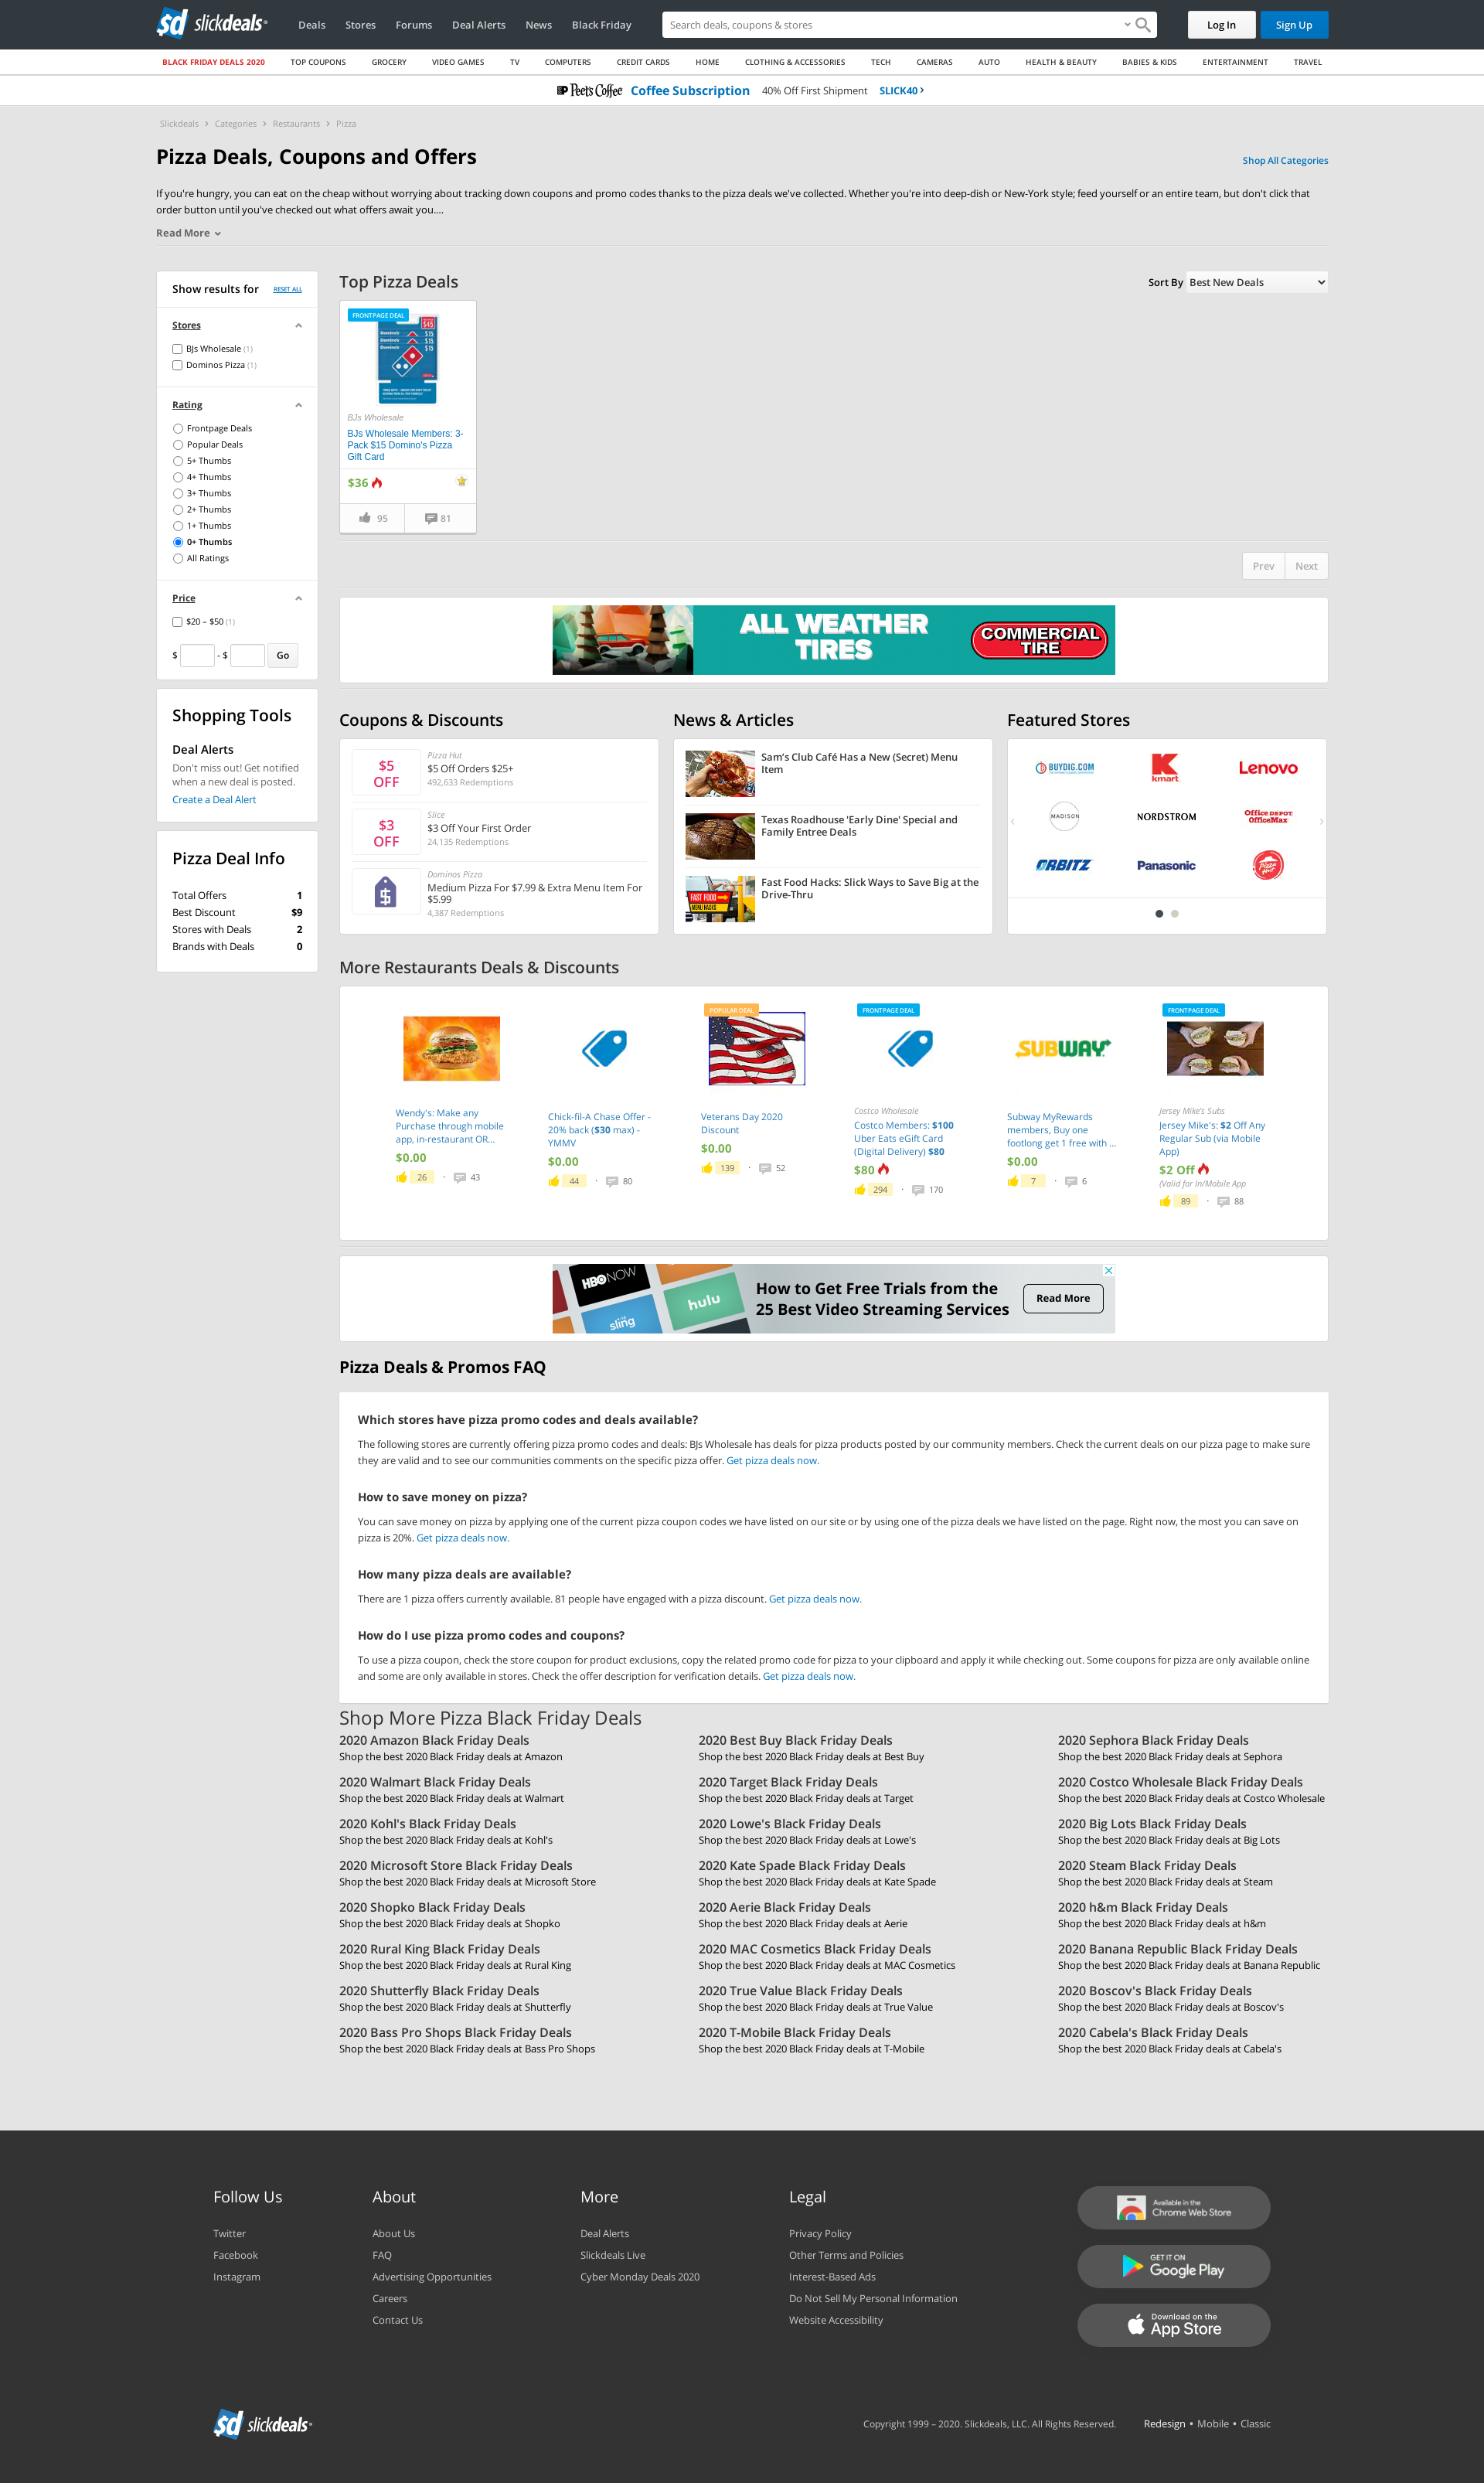 slickdeals
Deals Stores Forums Deal Alerts News Black Friday
Search deals, coupons & stores
Log In Sign Up
BLACK FRIDAY DEALS 2020 TOP COUPONS GROCERY VIDEO GAMES TV COMPUTERS CREDIT CARDS HOME CLOTHING & ACCESSORIES TECH CAMERAS AUTO HEALTH & BEAUTY BABIES & KIDS ENTERTAINMENT TRAVEL
Peet's Coffee Coffee Subscription 40% Off First Shipment SLICK40
Slickdeals › Categories › Restaurants › Pizza
Pizza Deals, Coupons and Offers
Shop All Categories
If you're hungry, you can eat on the cheap without worrying about tracking down coupons and promo codes thanks to the pizza deals we've collected. Whether you're into deep-dish or New-York style; feed yourself or an entire team, but don't click that
order button until you've checked out what offers await you....
Read More
Show results for RESET ALL
Stores
BJs Wholesale (1)
Dominos Pizza (1)
Rating
Frontpage Deals
Popular Deals
5+ Thumbs
4+ Thumbs
3+ Thumbs
2+ Thumbs
1+ Thumbs
0+ Thumbs
All Ratings
Price
$20 – $50 (1)
$ - $ Go
Shopping Tools
Deal Alerts
Don't miss out! Get notified
when a new deal is posted.
Create a Deal Alert
Pizza Deal Info
Total Offers 1
Best Discount $9
Stores with Deals 2
Brands with Deals 0
Top Pizza Deals
Sort By Best New Deals
FRONTPAGE DEAL
$45
Domino's $15
Domino's $15
Domino's $15
BJs Wholesale
BJs Wholesale Members: 3-
Pack $15 Domino's Pizza
Gift Card
$36
95 81
Prev Next
ALL WEATHER
TIRES
COMMERCIAL
TIRE
Coupons & Discounts
$5
OFF
Pizza Hut
$5 Off Orders $25+
492,633 Redemptions
$3
OFF
Slice
$3 Off Your First Order
24,135 Redemptions
Dominos Pizza
Medium Pizza For $7.99 & Extra Menu Item For
$5.99
4,387 Redemptions
News & Articles
Sam's Club Café Has a New (Secret) Menu
Item
Texas Roadhouse 'Early Dine' Special and
Family Entree Deals
FAST FOOD
MENU HACKS
Fast Food Hacks: Slick Ways to Save Big at the
Drive-Thru
Featured Stores
BUYDIG.COM
Kmart
Lenovo
MADISON
NORDSTROM
Office DEPOT
OfficeMax
ORBITZ
Panasonic
Pizza Hut
More Restaurants Deals & Discounts
Wendy's: Make any
Purchase through mobile
app, in-restaurant OR...
$0.00
26 · 43
Chick-fil-A Chase Offer -
20% back ($30 max) -
YMMV
$0.00
44 · 80
POPULAR DEAL
Veterans Day 2020
Discount
$0.00
139 · 52
FRONTPAGE DEAL
Costco Wholesale
Costco Members: $100
Uber Eats eGift Card
(Digital Delivery) $80
$80
294 · 170
SUBWAY
Subway MyRewards
members, Buy one
footlong get 1 free with ...
$0.00
7 · 6
FRONTPAGE DEAL
Jersey Mike's Subs
Jersey Mike's: $2 Off Any
Regular Sub (via Mobile
App)
$2 Off
(Valid for In/Mobile App
89 · 88
HBO NOW
hulu
sling
How to Get Free Trials from the
25 Best Video Streaming Services
Read More
Pizza Deals & Promos FAQ
Which stores have pizza promo codes and deals available?
The following stores are currently offering pizza promo codes and deals: BJs Wholesale has deals for pizza products posted by our community members. Check the current deals on our pizza page to make sure
they are valid and to see our communities comments on the specific pizza offer. Get pizza deals now.
How to save money on pizza?
You can save money on pizza by applying one of the current pizza coupon codes we have listed on our site or by using one of the pizza deals we have listed on the page. Right now, the most you can save on
pizza is 20%. Get pizza deals now.
How many pizza deals are available?
There are 1 pizza offers currently available. 81 people have engaged with a pizza discount. Get pizza deals now.
How do I use pizza promo codes and coupons?
To use a pizza coupon, check the store coupon for product exclusions, copy the related promo code for pizza to your clipboard and apply it while checking out. Some coupons for pizza are only available online
and some are only available in stores. Check the offer description for verification details. Get pizza deals now.
Shop More Pizza Black Friday Deals
2020 Amazon Black Friday Deals
Shop the best 2020 Black Friday deals at Amazon
2020 Best Buy Black Friday Deals
Shop the best 2020 Black Friday deals at Best Buy
2020 Sephora Black Friday Deals
Shop the best 2020 Black Friday deals at Sephora
2020 Walmart Black Friday Deals
Shop the best 2020 Black Friday deals at Walmart
2020 Target Black Friday Deals
Shop the best 2020 Black Friday deals at Target
2020 Costco Wholesale Black Friday Deals
Shop the best 2020 Black Friday deals at Costco Wholesale
2020 Kohl's Black Friday Deals
Shop the best 2020 Black Friday deals at Kohl's
2020 Lowe's Black Friday Deals
Shop the best 2020 Black Friday deals at Lowe's
2020 Big Lots Black Friday Deals
Shop the best 2020 Black Friday deals at Big Lots
2020 Microsoft Store Black Friday Deals
Shop the best 2020 Black Friday deals at Microsoft Store
2020 Kate Spade Black Friday Deals
Shop the best 2020 Black Friday deals at Kate Spade
2020 Steam Black Friday Deals
Shop the best 2020 Black Friday deals at Steam
2020 Shopko Black Friday Deals
Shop the best 2020 Black Friday deals at Shopko
2020 Aerie Black Friday Deals
Shop the best 2020 Black Friday deals at Aerie
2020 h&m Black Friday Deals
Shop the best 2020 Black Friday deals at h&m
2020 Rural King Black Friday Deals
Shop the best 2020 Black Friday deals at Rural King
2020 MAC Cosmetics Black Friday Deals
Shop the best 2020 Black Friday deals at MAC Cosmetics
2020 Banana Republic Black Friday Deals
Shop the best 2020 Black Friday deals at Banana Republic
2020 Shutterfly Black Friday Deals
Shop the best 2020 Black Friday deals at Shutterfly
2020 True Value Black Friday Deals
Shop the best 2020 Black Friday deals at True Value
2020 Boscov's Black Friday Deals
Shop the best 2020 Black Friday deals at Boscov's
2020 Bass Pro Shops Black Friday Deals
Shop the best 2020 Black Friday deals at Bass Pro Shops
2020 T-Mobile Black Friday Deals
Shop the best 2020 Black Friday deals at T-Mobile
2020 Cabela's Black Friday Deals
Shop the best 2020 Black Friday deals at Cabela's
Follow Us
Twitter
Facebook
Instagram
About
About Us
FAQ
Advertising Opportunities
Careers
Contact Us
More
Deal Alerts
Slickdeals Live
Cyber Monday Deals 2020
Legal
Privacy Policy
Other Terms and Policies
Interest-Based Ads
Do Not Sell My Personal Information
Website Accessibility
Available in the
Chrome Web Store
GET IT ON
Google Play
Download on the
App Store
slickdeals
Copyright 1999 – 2020. Slickdeals, LLC. All Rights Reserved. Redesign • Mobile • Classic